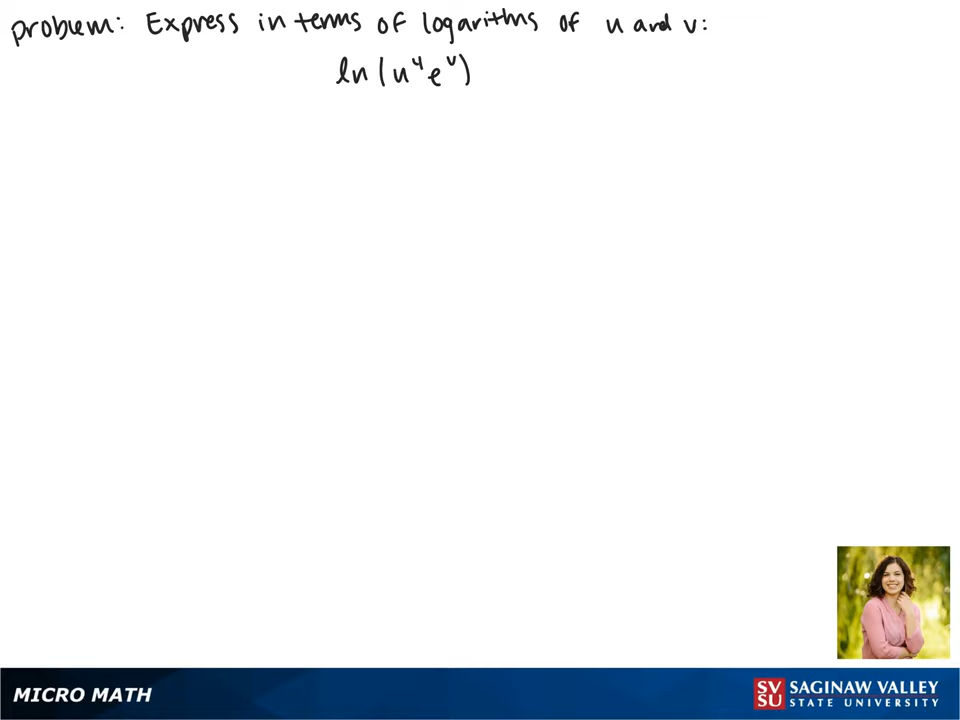 problem: Express in terms of logarithms of u and v:
ln(u⁴eᵛ)
MICRO MATH
SV SU SAGINAW VALLEY
STATE UNIVERSITY